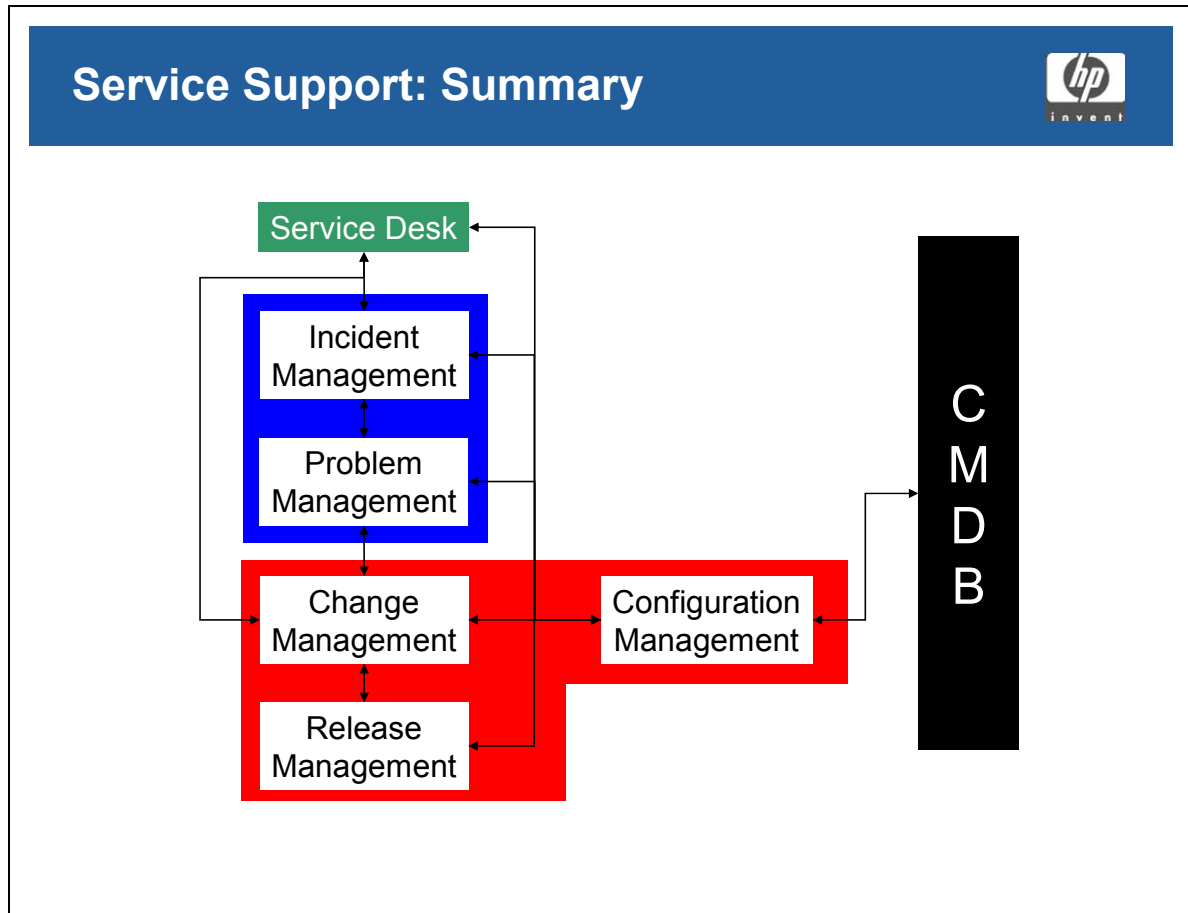 Service Support: Summary
hp
invent
Service Desk
Incident
Management
Problem
Management
Change
Management
Configuration
Management
Release
Management
C
M
D
B